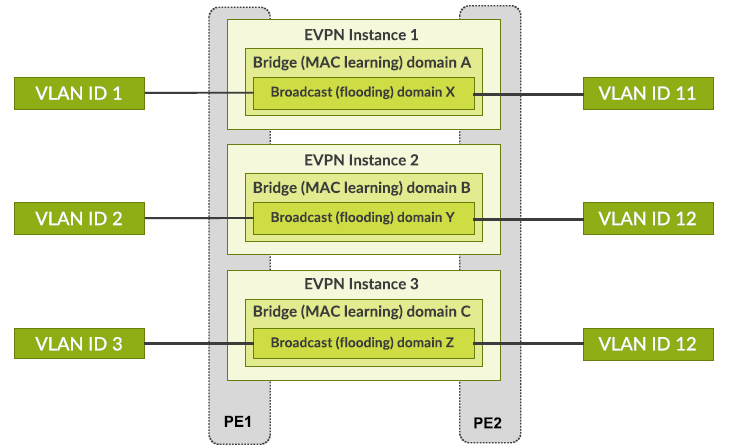 EVPN Instance 1
Bridge (MAC learning) domain A
VLAN ID 1
Broadcast (flooding) domain X
VLAN ID 11
EVPN Instance 2
Bridge (MAC learning) domain B
VLAN ID 2
Broadcast (flooding) domain Y
VLAN ID 12
EVPN Instance 3
Bridge (MAC learning) domain C
VLAN ID 3
Broadcast (flooding) domain Z
VLAN ID 12
PE1
PE2